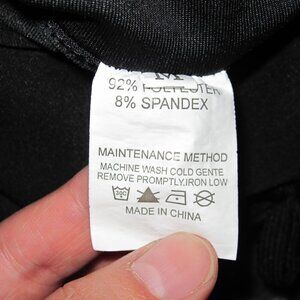 M
92% POLYESTER
8% SPANDEX
MAINTENANCE METHOD
MACHINE WASH COLD GENTE
REMOVE PROMPTLY.IRON LOW
MADE IN CHINA